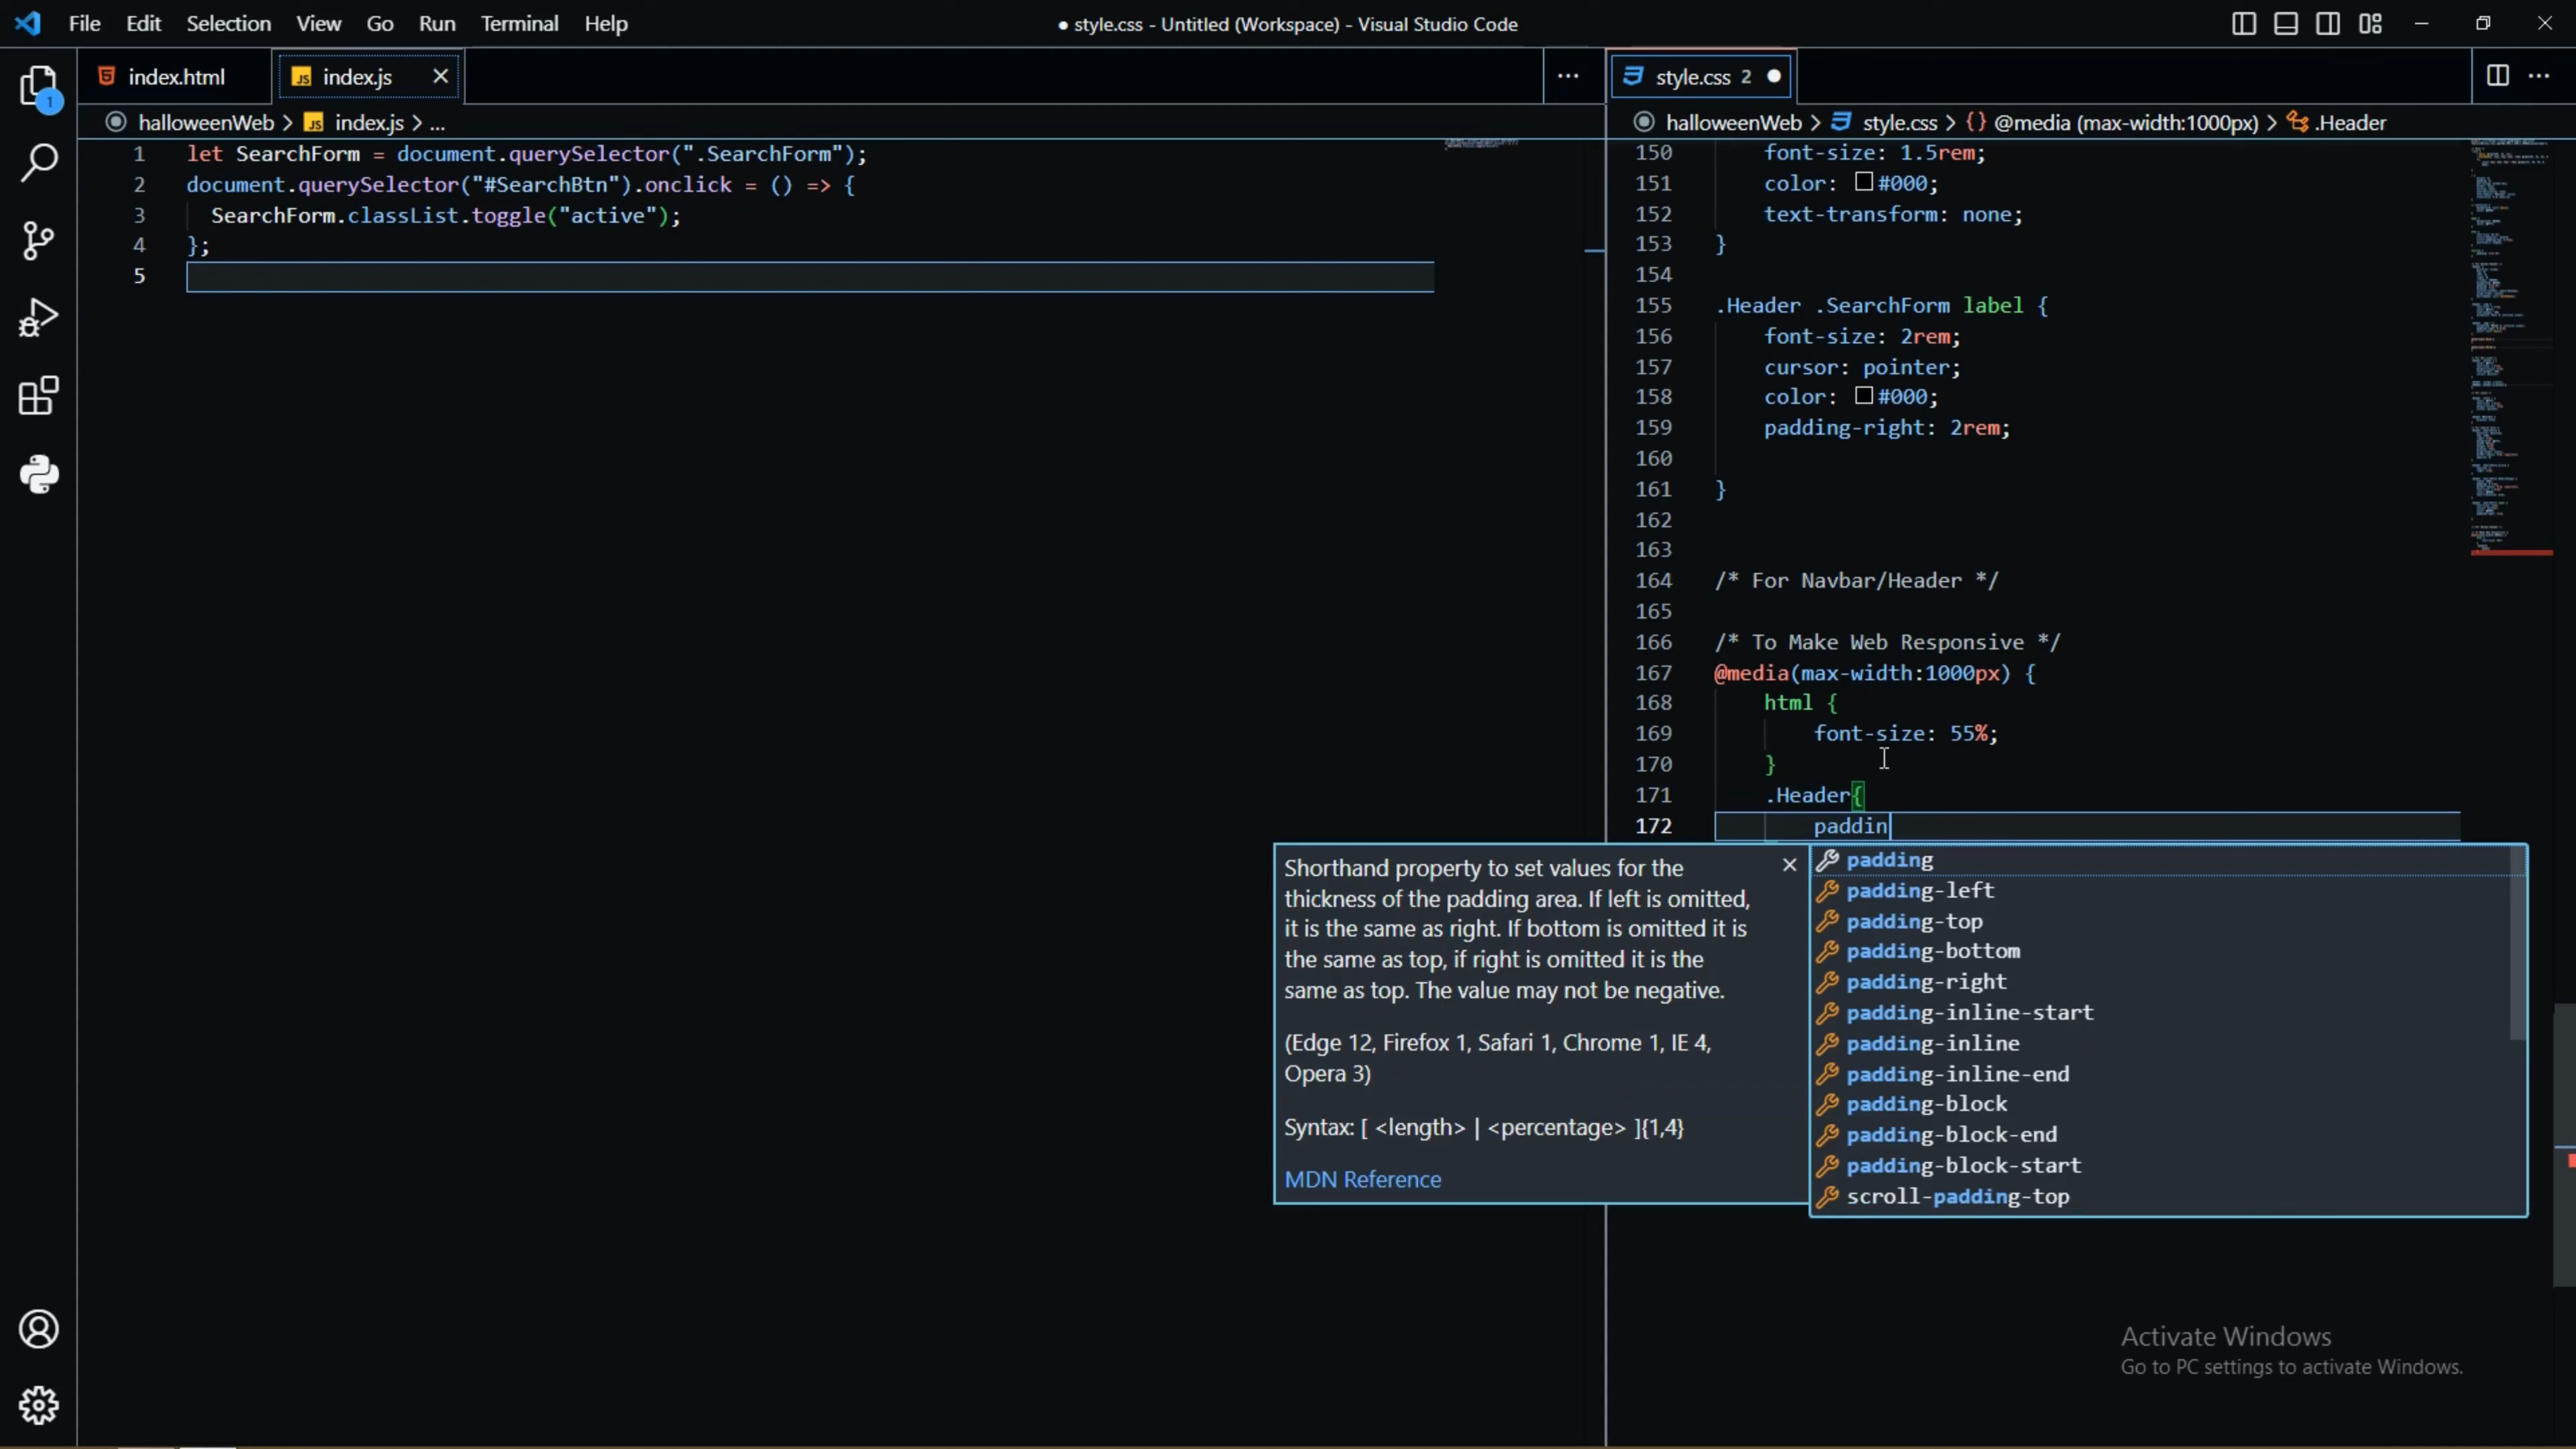 File Edit Selection View Go Run Terminal Help
● style.css - Untitled (Workspace) - Visual Studio Code
1
index.html
JS index.js
halloweenWeb > JS index.js > ...
1 let SearchForm = document.querySelector(".SearchForm");
2 document.querySelector("#SearchBtn").onclick = () => {
3 SearchForm.classList.toggle("active");
4 };
5
style.css 2 ●
halloweenWeb > style.css > {} @media (max-width:1000px) > .Header
150 font-size: 1.5rem;
151 color: #000;
152 text-transform: none;
153 }
154
155 .Header .SearchForm label {
156 font-size: 2rem;
157 cursor: pointer;
158 color: #000;
159 padding-right: 2rem;
160
161 }
162
163
164 /* For Navbar/Header */
165
166 /* To Make Web Responsive */
167 @media(max-width:1000px) {
168 html {
169 font-size: 55%;
170 }
171 .Header{
172 paddin
Shorthand property to set values for the
thickness of the padding area. If left is omitted,
it is the same as right. If bottom is omitted it is
the same as top, if right is omitted it is the
same as top. The value may not be negative.
(Edge 12, Firefox 1, Safari 1, Chrome 1, IE 4,
Opera 3)
Syntax: [ <length> | <percentage> ]{1,4}
MDN Reference
padding
padding-left
padding-top
padding-bottom
padding-right
padding-inline-start
padding-inline
padding-inline-end
padding-block
padding-block-end
padding-block-start
scroll-padding-top
Activate Windows
Go to PC settings to activate Windows.